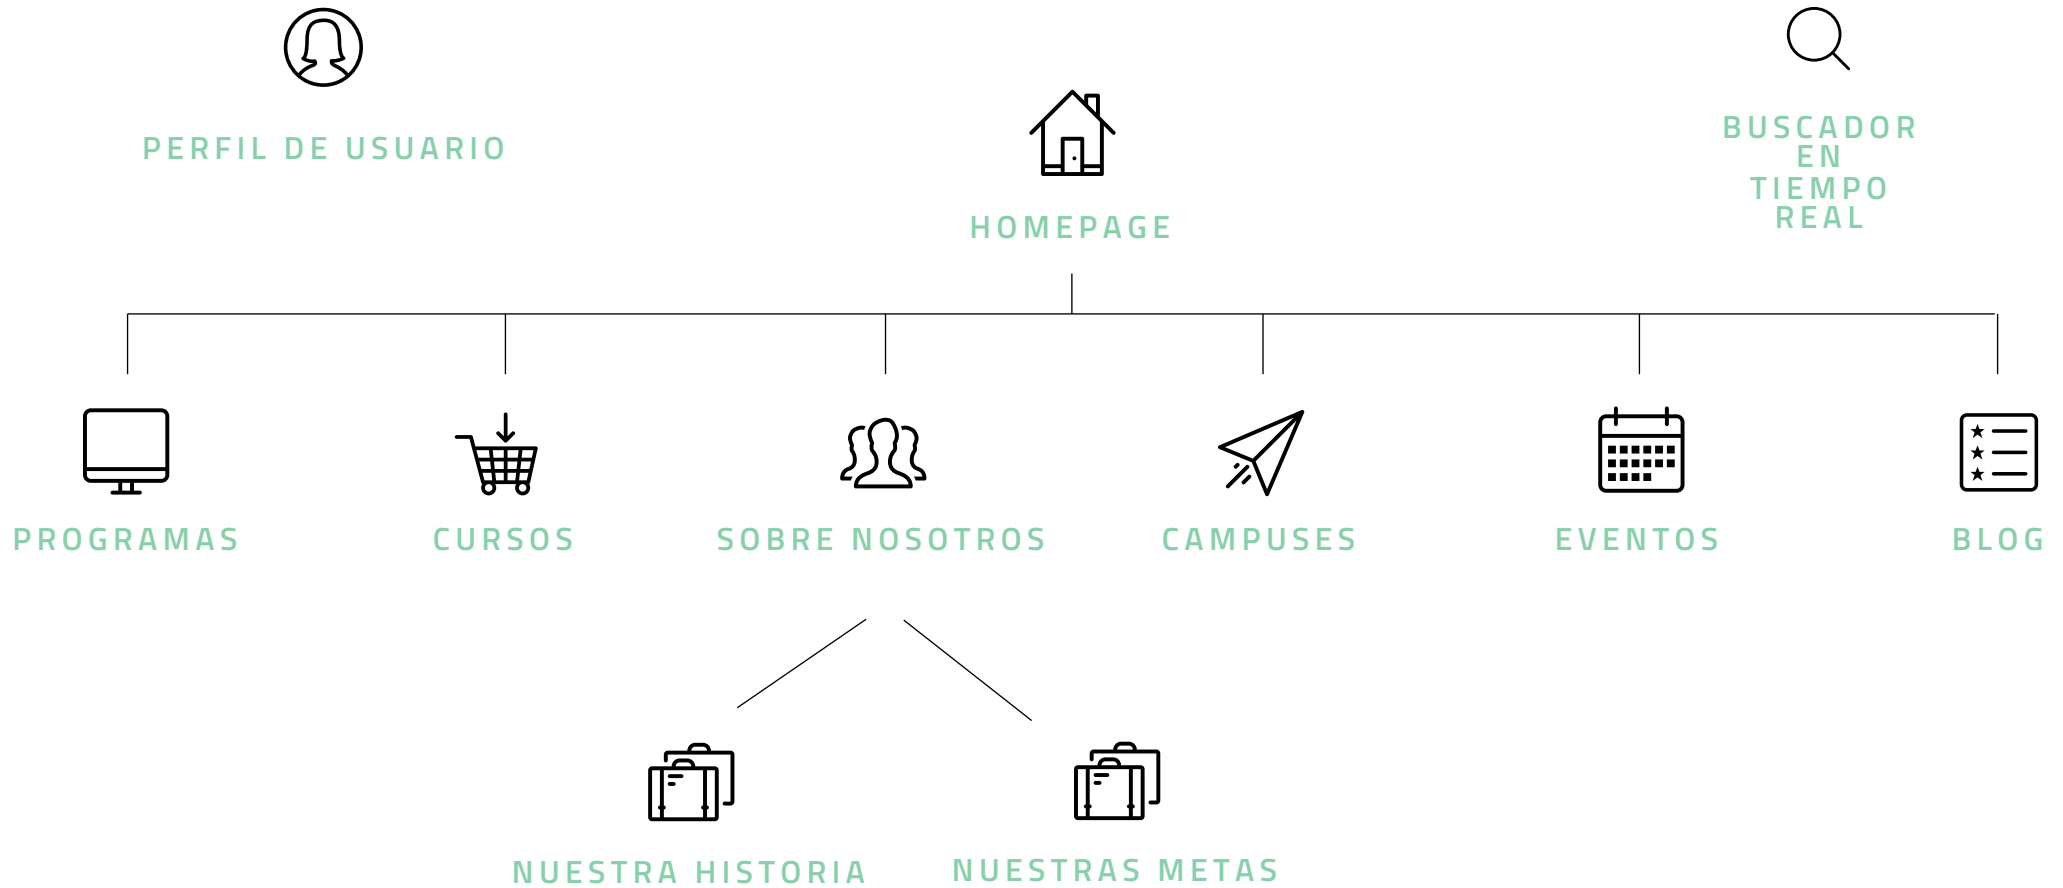 PERFIL DE USUARIO
HOMEPAGE
BUSCADOR
EN
TIEMPO
REAL
PROGRAMAS
CURSOS
SOBRE NOSOTROS
CAMPUSES
EVENTOS
BLOG
NUESTRA HISTORIA
NUESTRAS METAS